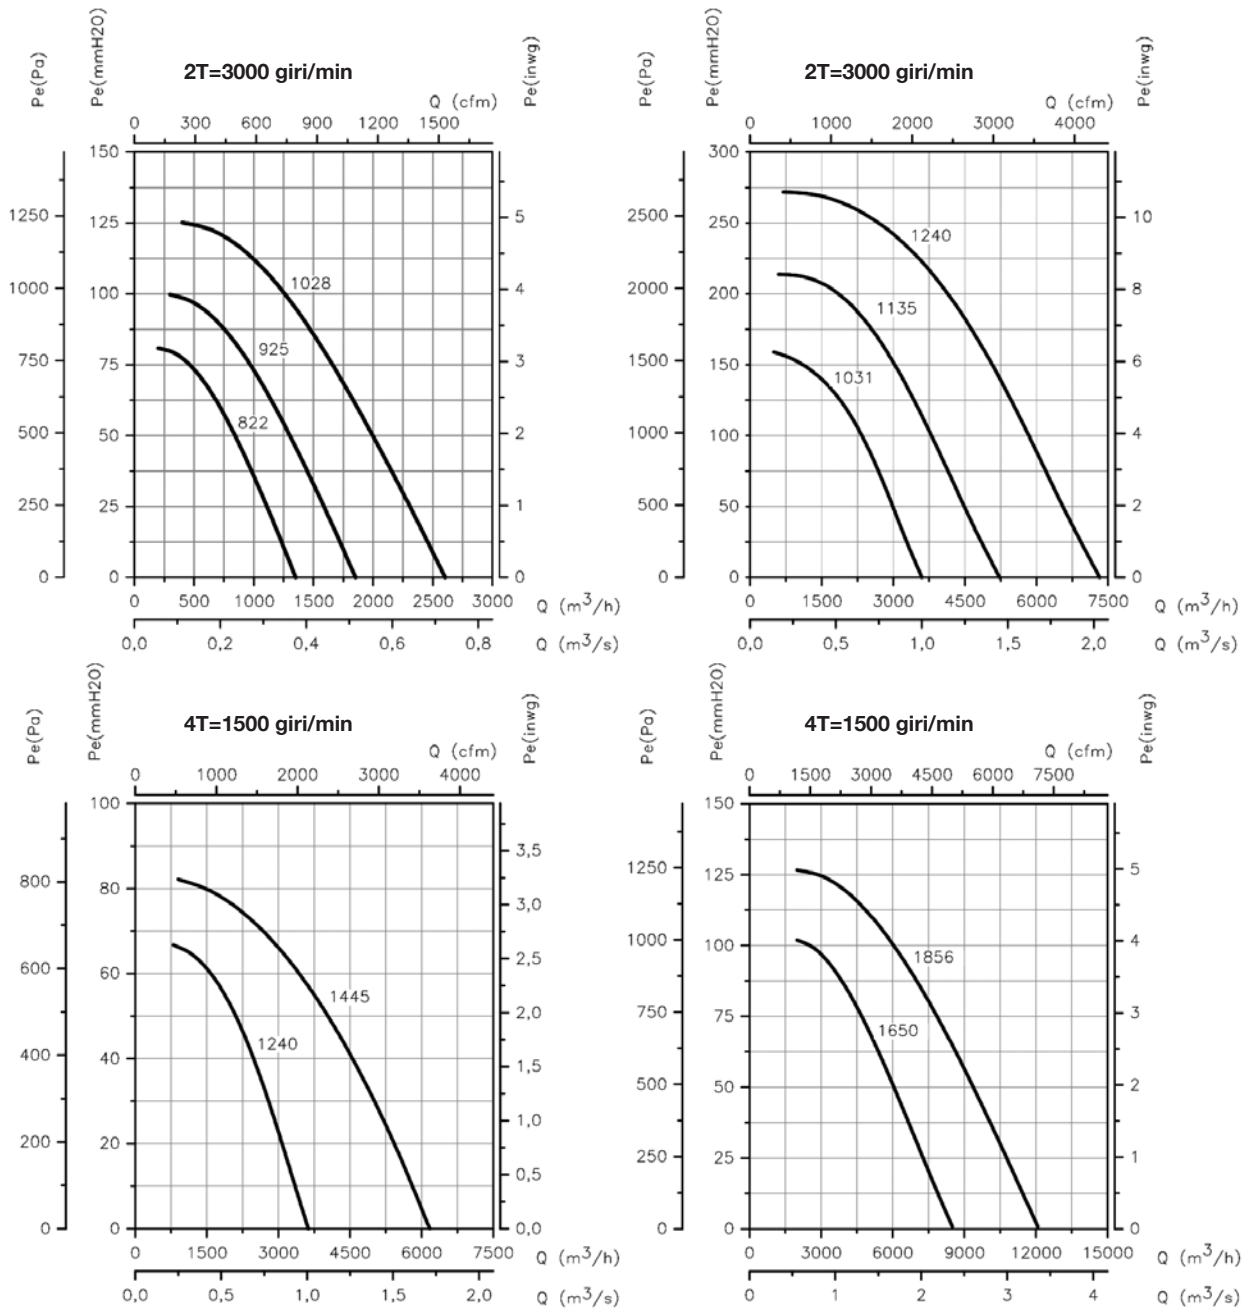 2T=3000 giri/min
Pe(Pa)
Pe(mmH2O)
Pe(inwg)
Q (cfm)
0 300 600 900 1200 1500
150
125
100
75
50
25
0
1250
1000
750
500
250
0
5
4
3
2
1
0
1028
925
822
0 500 1000 1500 2000 2500 3000 Q (m³/h)
0,0 0,2 0,4 0,6 0,8 Q (m³/s)
2T=3000 giri/min
Pe(Pa)
Pe(mmH2O)
Pe(inwg)
Q (cfm)
0 1000 2000 3000 4000
300
250
200
150
100
50
0
2500
2000
1500
1000
500
0
10
8
6
4
2
0
1240
1135
1031
0 1500 3000 4500 6000 7500 Q (m³/h)
0,0 0,5 1,0 1,5 2,0 Q (m³/s)
4T=1500 giri/min
Pe(Pa)
Pe(mmH2O)
Pe(inwg)
Q (cfm)
0 1000 2000 3000 4000
100
80
60
40
20
0
800
600
400
200
0
3,5
3,0
2,5
2,0
1,5
1,0
0,5
0,0
1445
1240
0 1500 3000 4500 6000 7500 Q (m³/h)
0,0 0,5 1,0 1,5 2,0 Q (m³/s)
4T=1500 giri/min
Pe(Pa)
Pe(mmH2O)
Pe(inwg)
Q (cfm)
0 1500 3000 4500 6000 7500
150
125
100
75
50
25
0
1250
1000
750
500
250
0
5
4
3
2
1
0
1856
1650
0 3000 6000 9000 12000 15000 Q (m³/h)
0 1 2 3 4 Q (m³/s)